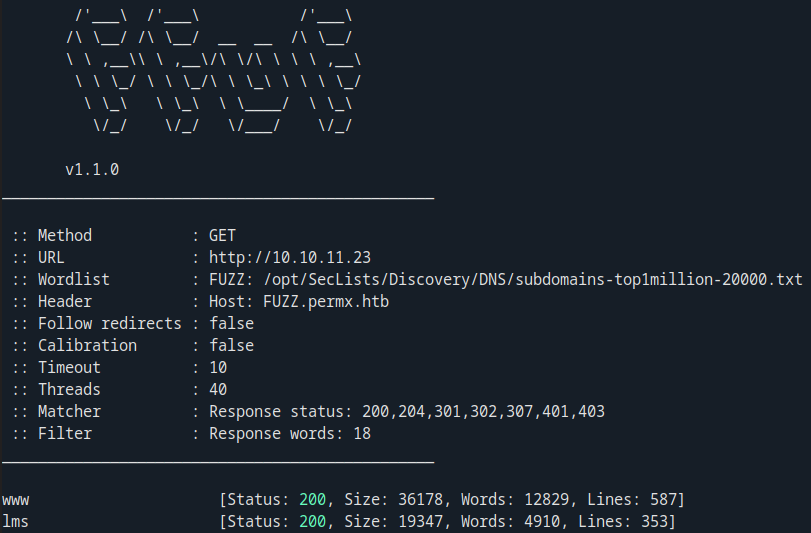 /'___\  /'___\           /'___\
       /\ \__/ /\ \__/  __  __  /\ \__/
       \ \ ,__\\ \ ,__\/\ \/\ \ \ \ ,__\
        \ \ \_/ \ \ \_/\ \ \_\ \ \ \ \_/
         \ \_\   \ \_\  \ \____/  \ \_\
          \/_/    \/_/   \/___/    \/_/
v1.1.0
:: Method : GET
:: URL : http://10.10.11.23
:: Wordlist : FUZZ: /opt/SecLists/Discovery/DNS/subdomains-top1million-20000.txt
:: Header : Host: FUZZ.permx.htb
:: Follow redirects : false
:: Calibration : false
:: Timeout : 10
:: Threads : 40
:: Matcher : Response status: 200,204,301,302,307,401,403
:: Filter : Response words: 18
www [Status: 200, Size: 36178, Words: 12829, Lines: 587]
lms [Status: 200, Size: 19347, Words: 4910, Lines: 353]